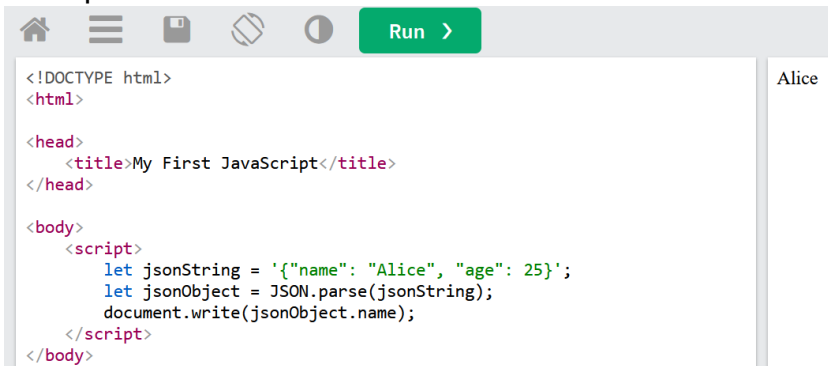 Run ❯
<!DOCTYPE html>
<html>
<head>
    <title>My First JavaScript</title>
</head>
<body>
    <script>
        let jsonString = '{"name": "Alice", "age": 25}';
        let jsonObject = JSON.parse(jsonString);
        document.write(jsonObject.name);
    </script>
</body>
Alice